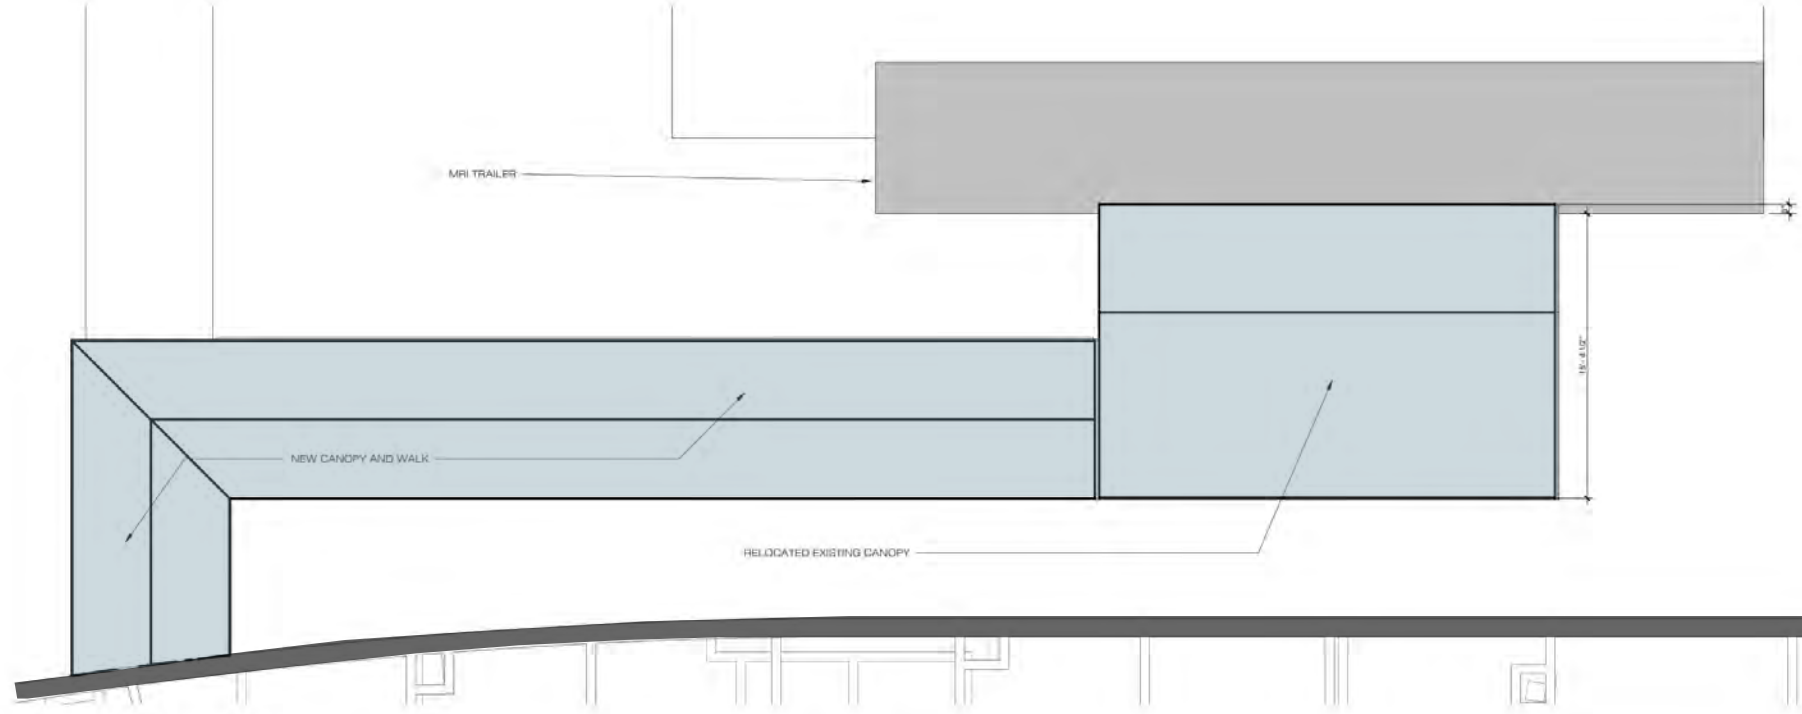 MRI TRAILER
NEW CANOPY AND WALK
RELOCATED EXISTING CANOPY